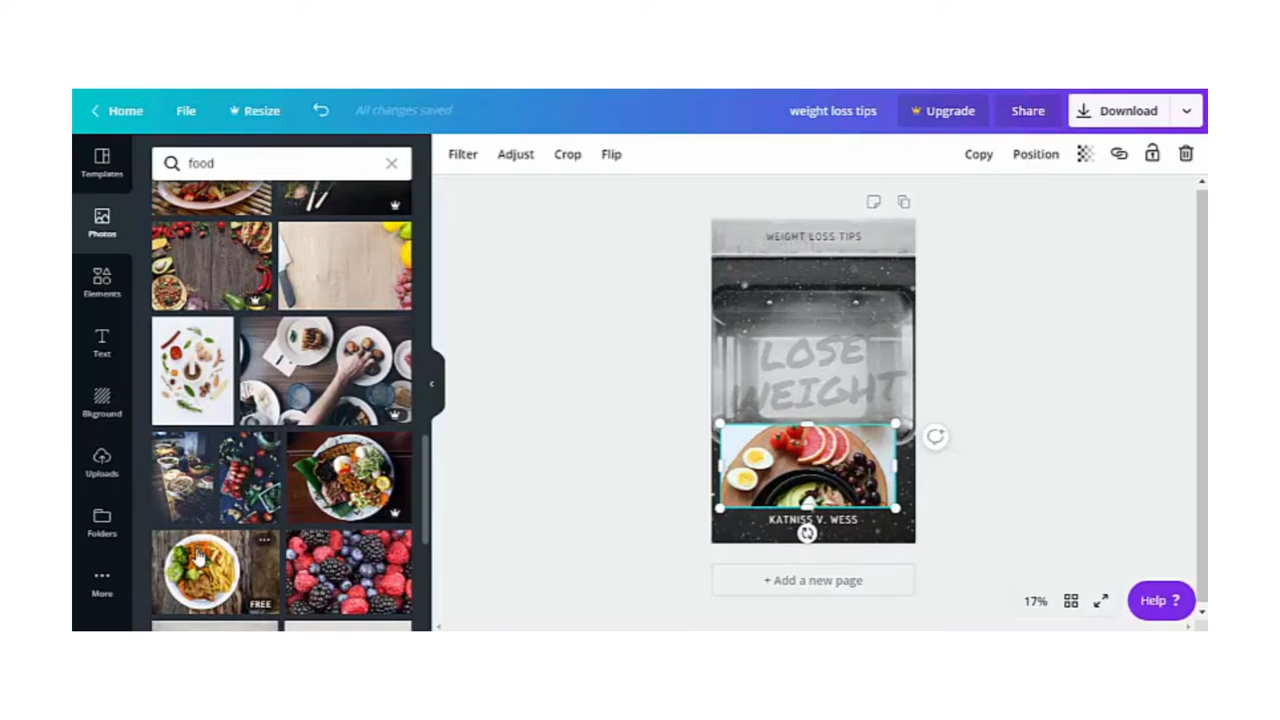 Home File Resize All changes saved weight loss tips Upgrade Share Download
Templates
Photos
Elements
Text
Bkground
Uploads
Folders
More
food
FREE
Filter Adjust Crop Flip Copy Position
WEIGHT LOSS TIPS
LOSE
WEIGHT
KATNISS V. WESS
+ Add a new page
17% Help ?